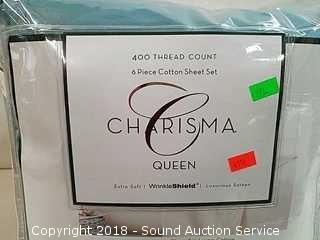 400 THREAD COUNT
6 Piece Cotton Sheet Set
C
CHARISMA
QUEEN
Extra Soft | WrinkleShield® | Luxurious Sateen
Copyright 2018 - Sound Auction Service